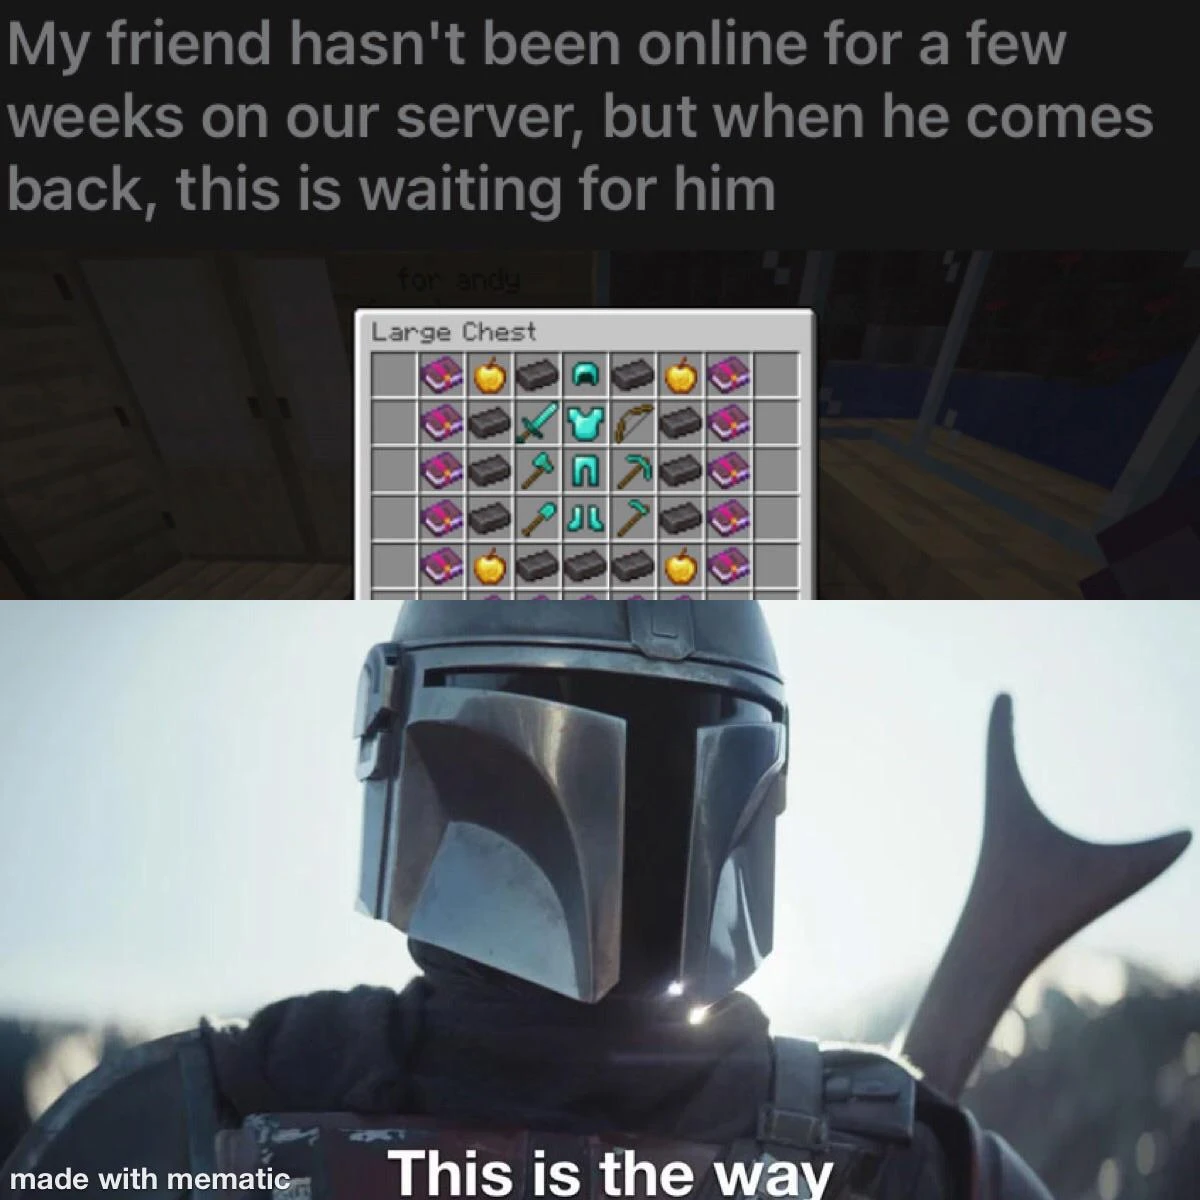 My friend hasn't been online for a few
weeks on our server, but when he comes
back, this is waiting for him
for andy
Large Chest
This is the way
made with mematic